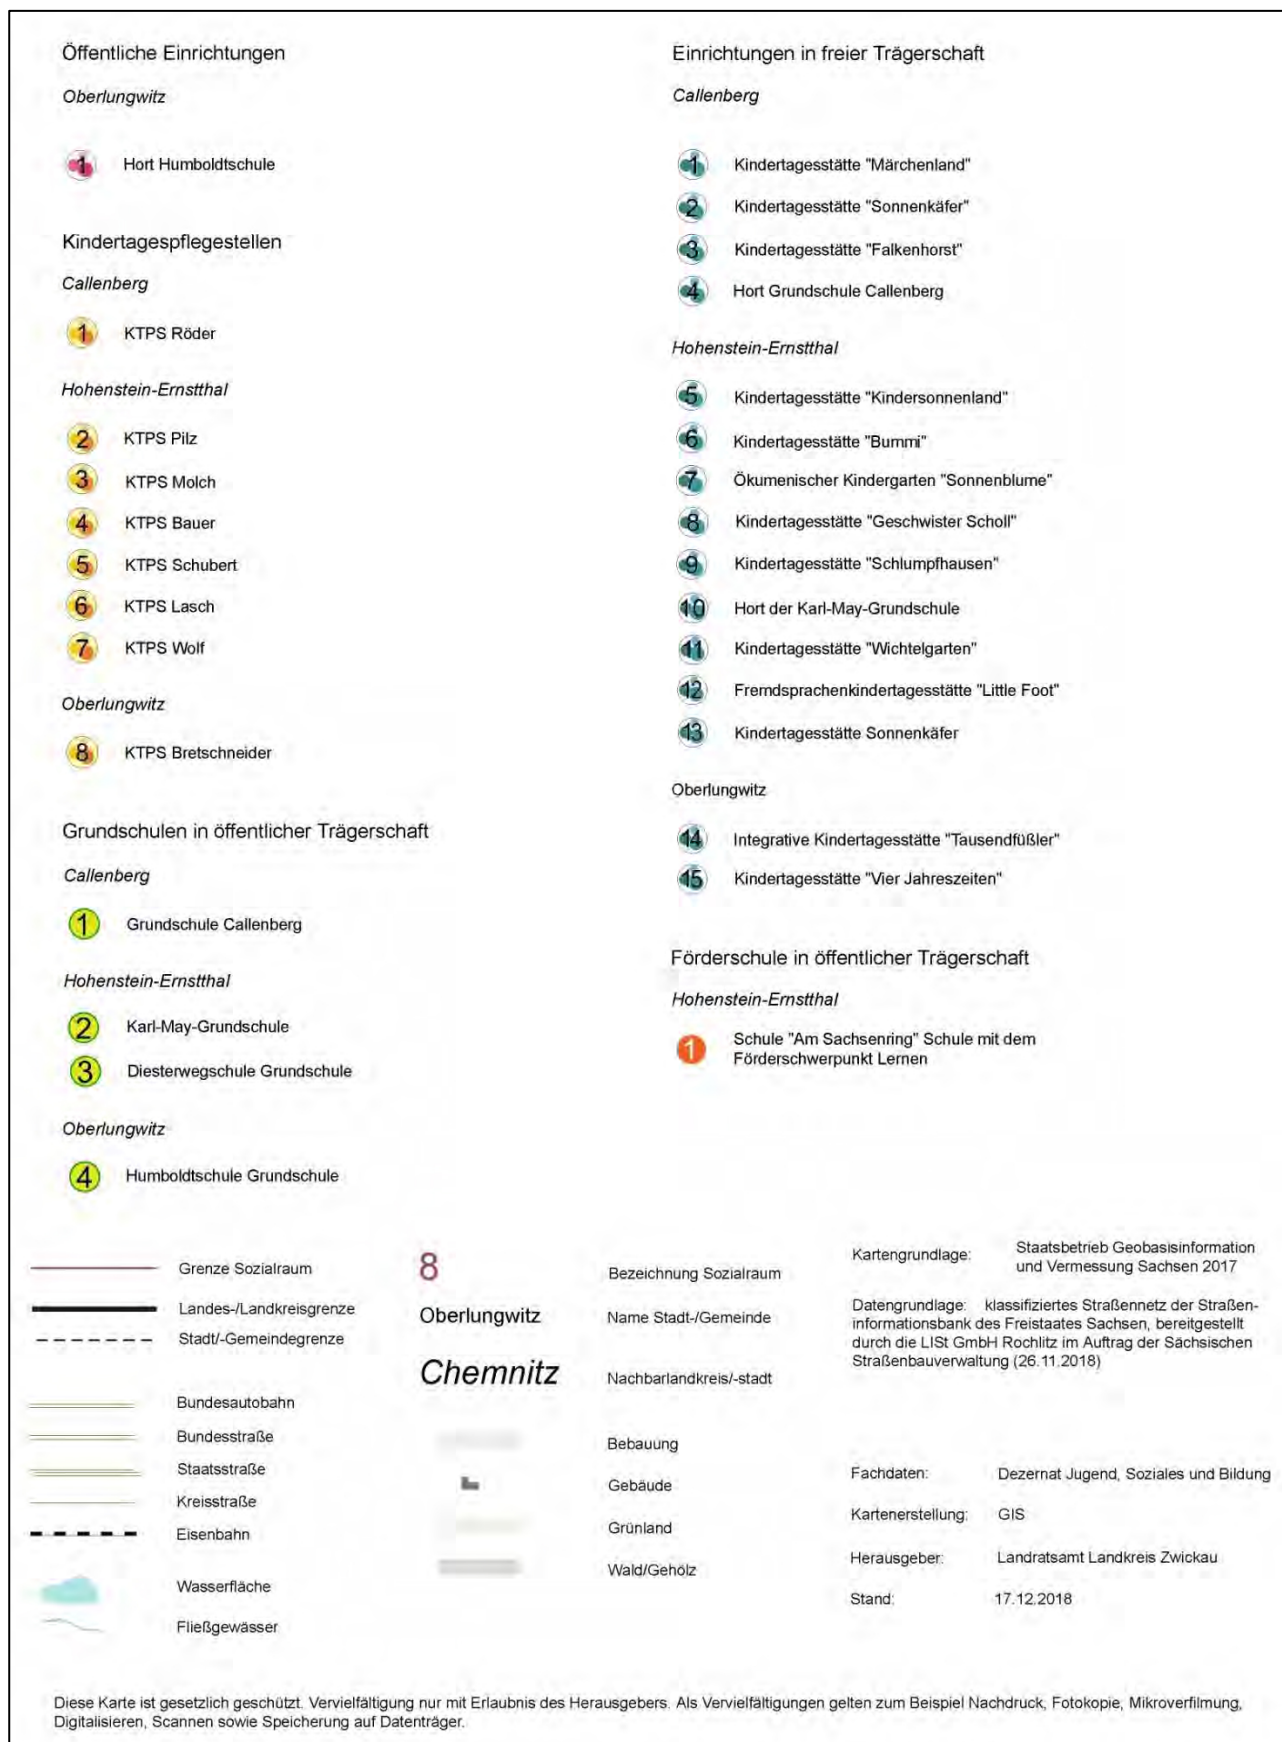 Öffentliche Einrichtungen
Oberlungwitz
1 Hort Humboldtschule
Kindertagespflegestellen
Callenberg
1 KTPS Röder
Hohenstein-Ernstthal
2 KTPS Pilz
3 KTPS Molch
4 KTPS Bauer
5 KTPS Schubert
6 KTPS Lasch
7 KTPS Wolf
Oberlungwitz
8 KTPS Bretschneider
Grundschulen in öffentlicher Trägerschaft
Callenberg
1 Grundschule Callenberg
Hohenstein-Ernstthal
2 Karl-May-Grundschule
3 Diesterwegschule Grundschule
Oberlungwitz
4 Humboldtschule Grundschule
Einrichtungen in freier Trägerschaft
Callenberg
1 Kindertagesstätte "Märchenland"
2 Kindertagesstätte "Sonnenkäfer"
3 Kindertagesstätte "Falkenhorst"
4 Hort Grundschule Callenberg
Hohenstein-Ernstthal
5 Kindertagesstätte "Kindersonnenland"
6 Kindertagesstätte "Bummi"
7 Ökumenischer Kindergarten "Sonnenblume"
8 Kindertagesstätte "Geschwister Scholl"
9 Kindertagesstätte "Schlumpfhausen"
10 Hort der Karl-May-Grundschule
11 Kindertagesstätte "Wichtelgarten"
12 Fremdsprachenkindertagesstätte "Little Foot"
13 Kindertagesstätte Sonnenkäfer
Oberlungwitz
14 Integrative Kindertagesstätte "Tausendfüßler"
15 Kindertagesstätte "Vier Jahreszeiten"
Förderschule in öffentlicher Trägerschaft
Hohenstein-Ernstthal
1 Schule "Am Sachsenring" Schule mit dem
Förderschwerpunkt Lernen
Grenze Sozialraum
Landes-/Landkreisgrenze
Stadt/-Gemeindegrenze
Bundesautobahn
Bundesstraße
Staatsstraße
Kreisstraße
Eisenbahn
Wasserfläche
Fließgewässer
8 Bezeichnung Sozialraum
Oberlungwitz Name Stadt-/Gemeinde
Chemnitz Nachbarlandkreis/-stadt
Bebauung
Gebäude
Grünland
Wald/Gehölz
Kartengrundlage: Staatsbetrieb Geobasisinformation
und Vermessung Sachsen 2017
Datengrundlage: klassifiziertes Straßennetz der Straßen-
informationsbank des Freistaates Sachsen, bereitgestellt
durch die LISt GmbH Rochlitz im Auftrag der Sächsischen
Straßenbauverwaltung (26.11.2018)
Fachdaten: Dezernat Jugend, Soziales und Bildung
Kartenerstellung: GIS
Herausgeber: Landratsamt Landkreis Zwickau
Stand: 17.12.2018
Diese Karte ist gesetzlich geschützt. Vervielfältigung nur mit Erlaubnis des Herausgebers. Als Vervielfältigungen gelten zum Beispiel Nachdruck, Fotokopie, Mikroverfilmung,
Digitalisieren, Scannen sowie Speicherung auf Datenträger.